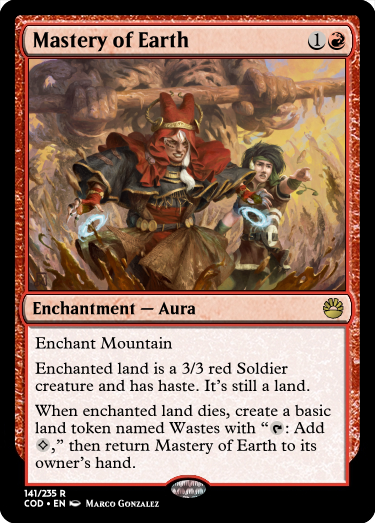 Mastery of Earth 1
Enchantment — Aura
Enchant Mountain
Enchanted land is a 3/3 red Soldier
creature and has haste. It's still a land.
When enchanted land dies, create a basic
land token named Wastes with “: Add
,” then return Mastery of Earth to its
owner's hand.
141/235 R
COD • EN Marco Gonzalez